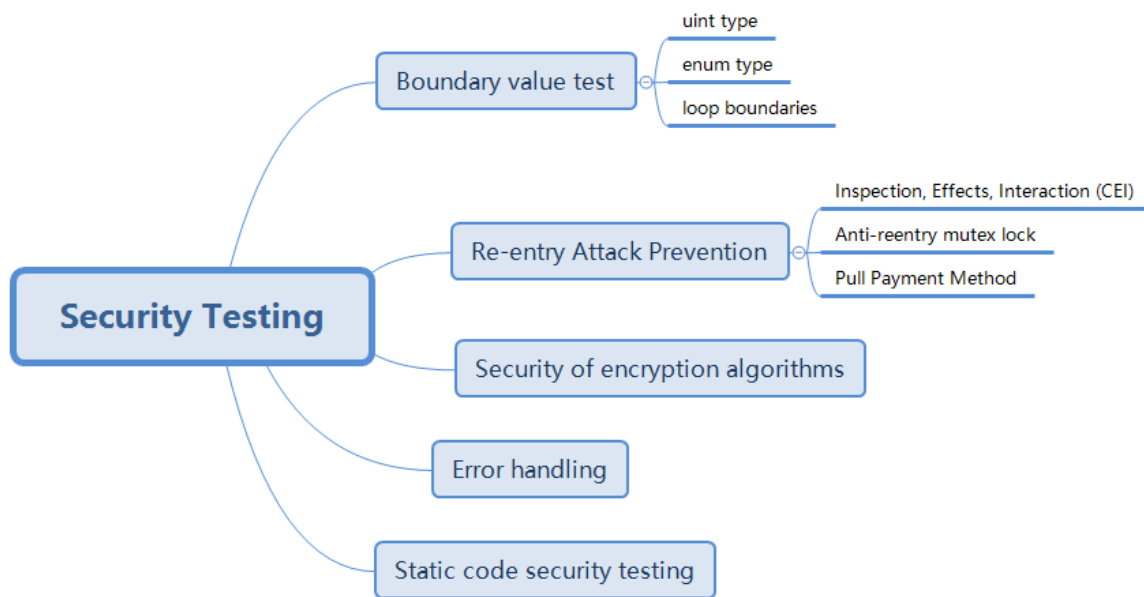 Security Testing
Boundary value test
uint type
enum type
loop boundaries
Re-entry Attack Prevention
Inspection, Effects, Interaction (CEI)
Anti-reentry mutex lock
Pull Payment Method
Security of encryption algorithms
Error handling
Static code security testing